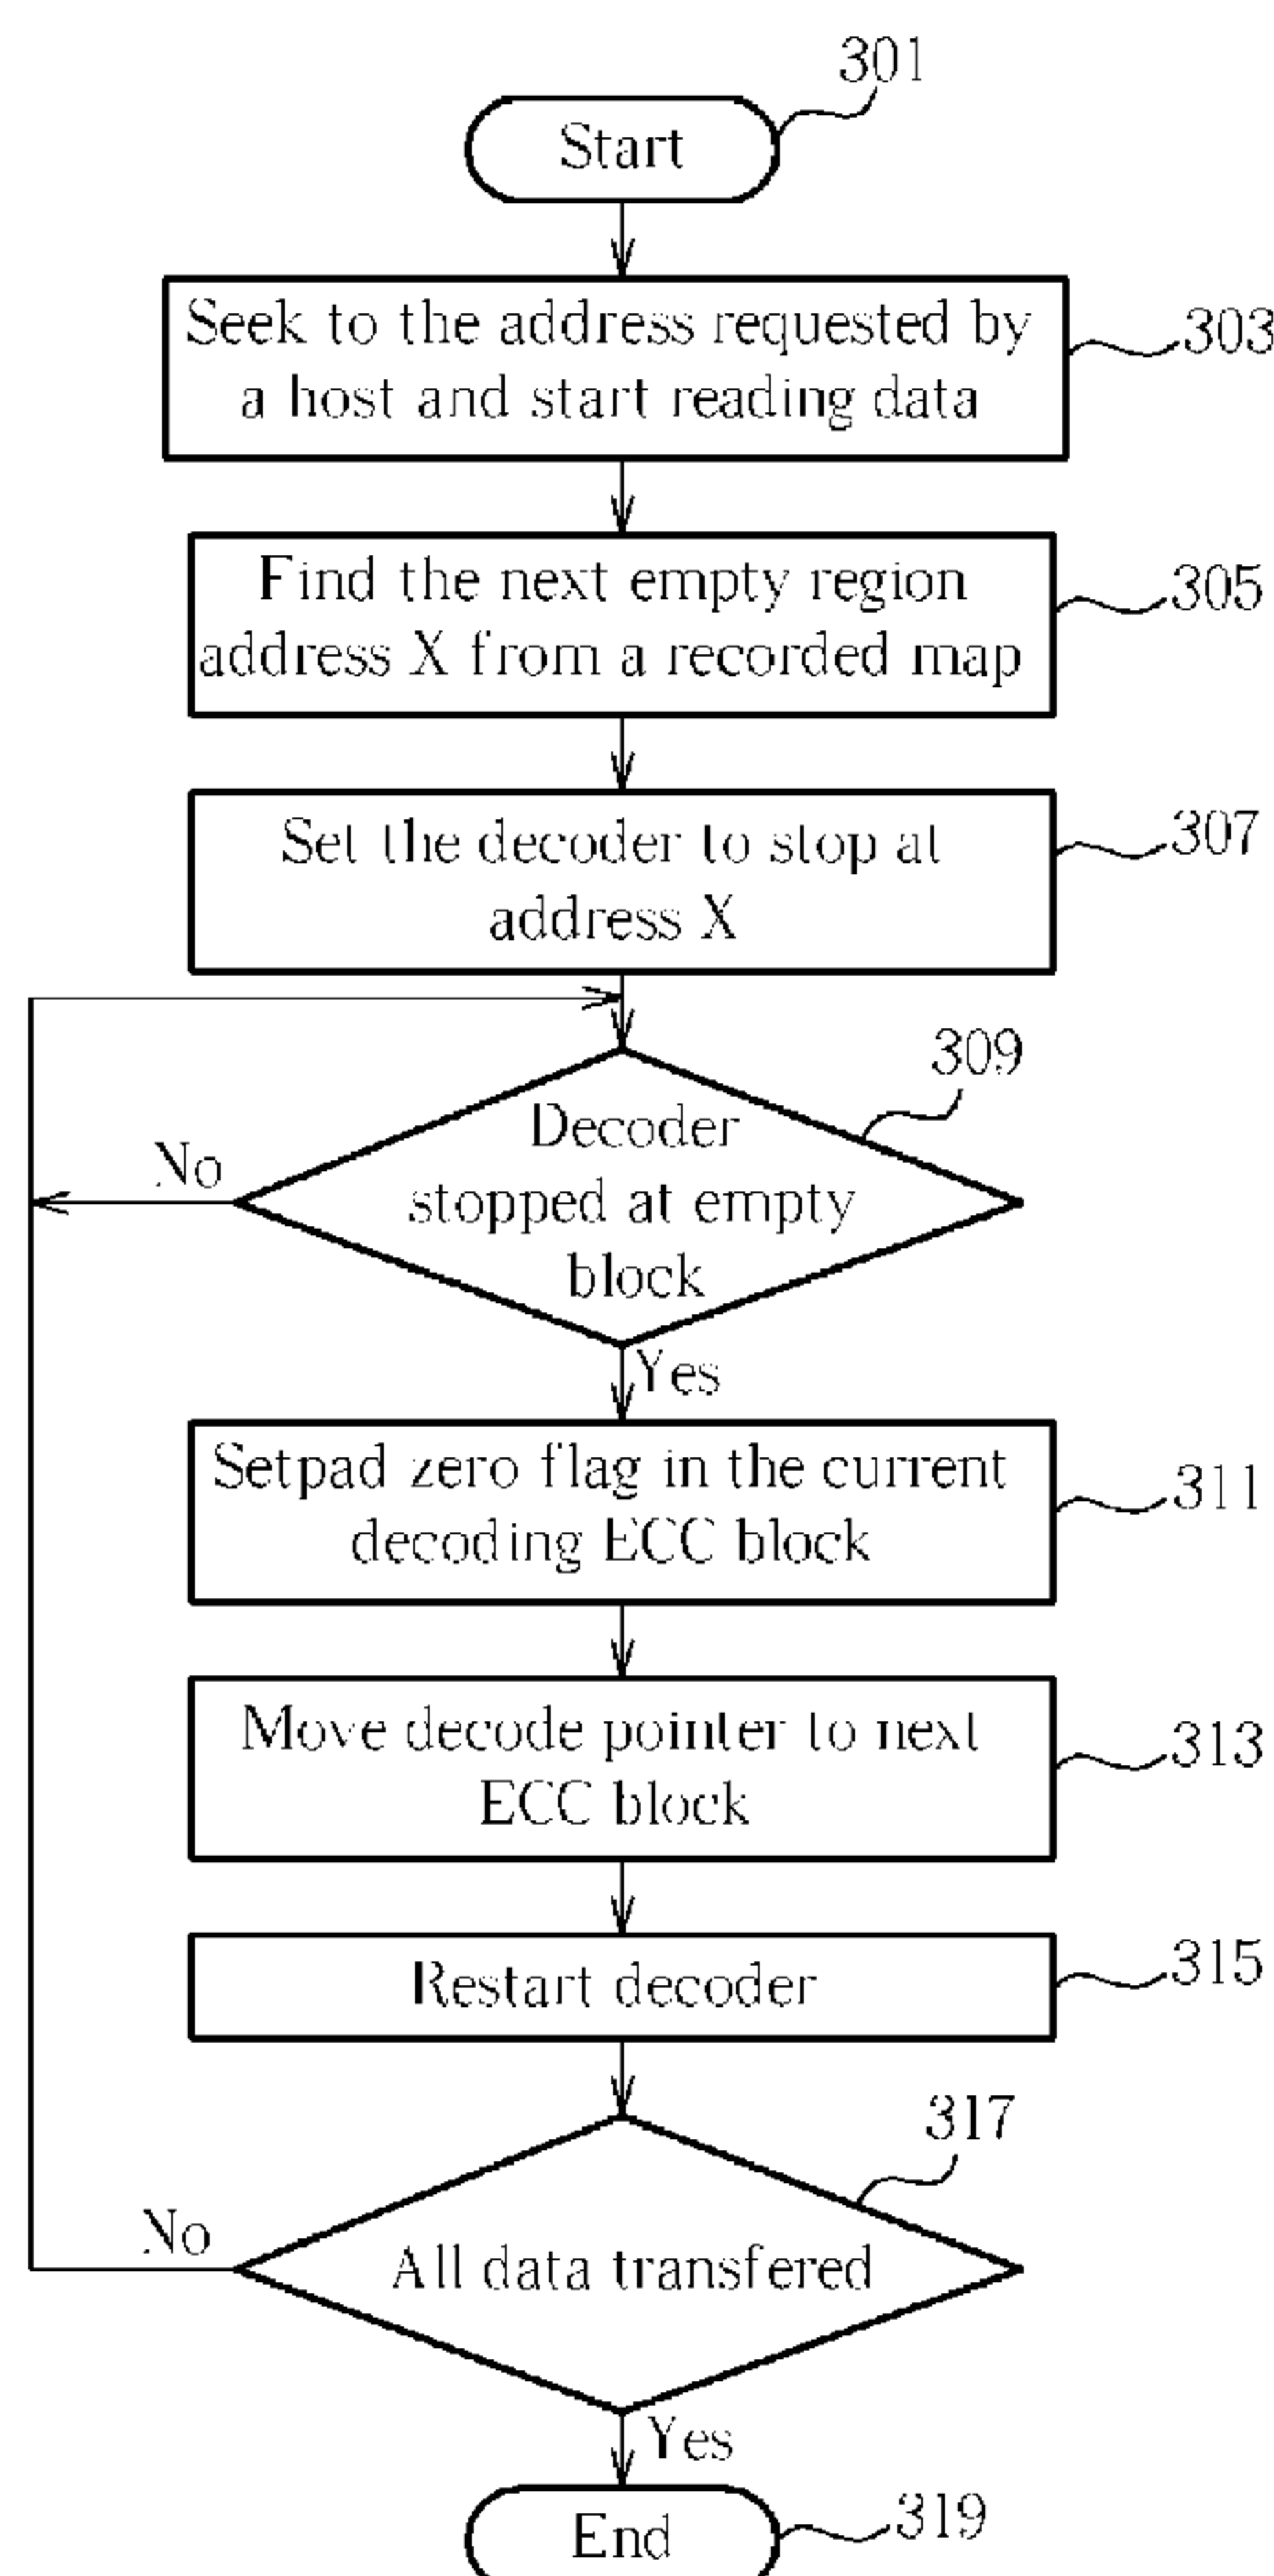 301
Start
Seek to the address requested by
a host and start reading data
303
Find the next empty region
address X from a recorded map
305
Set the decoder to stop at
address X
307
309
Decoder
stopped at empty
block
No
Yes
Setpad zero flag in the current
decoding ECC block
311
Move decode pointer to next
ECC block
313
Restart decoder
315
317
All data transfered
No
Yes
End
319